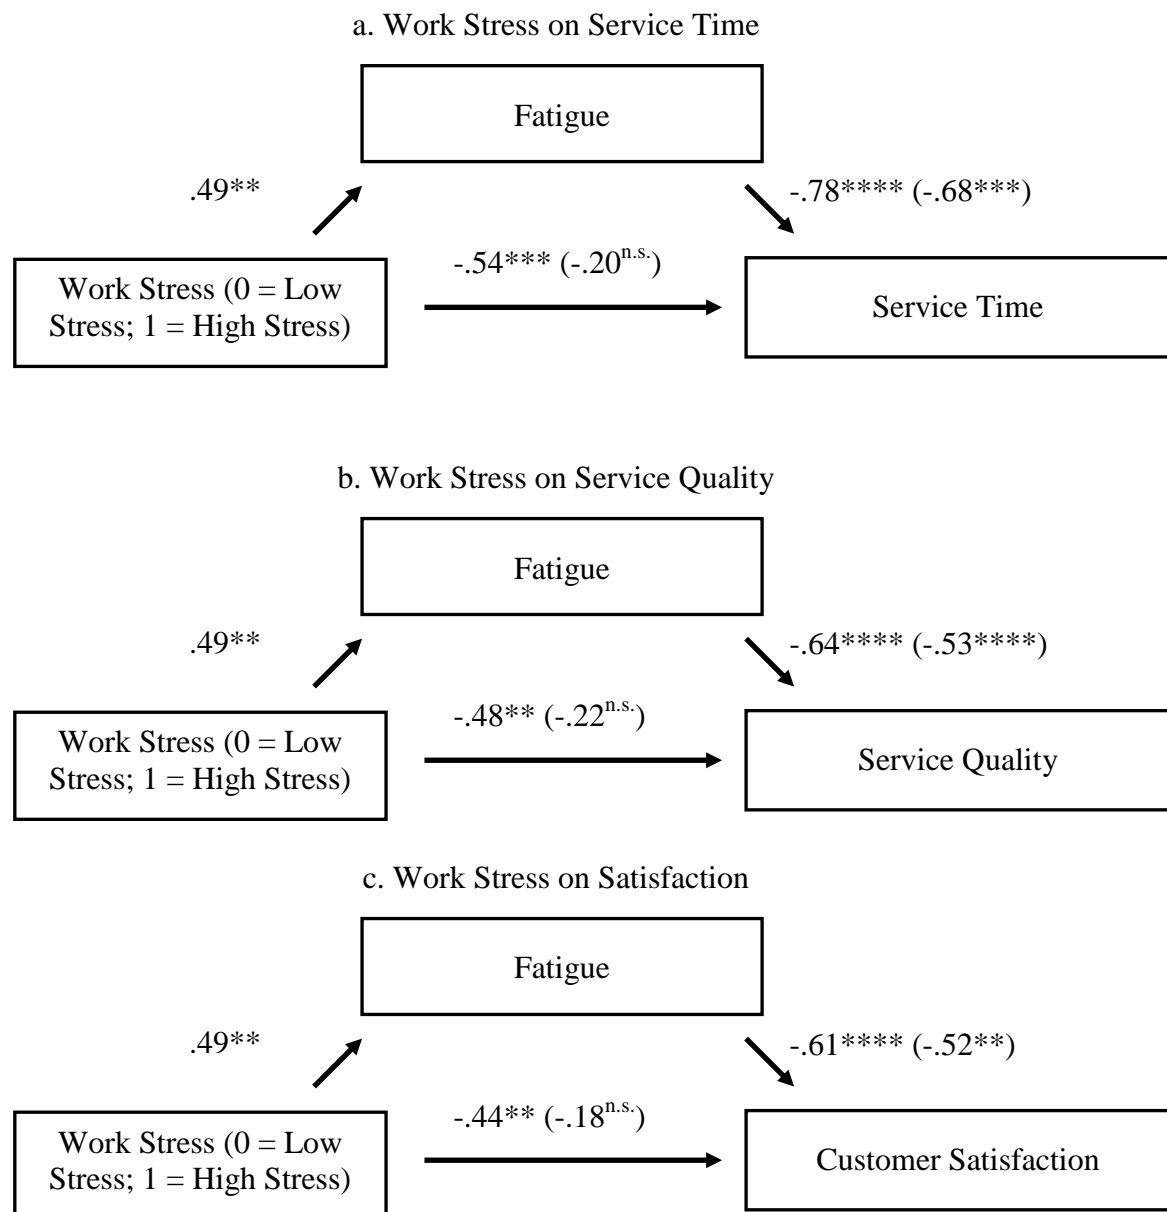 a. Work Stress on Service Time
Fatigue
.49**
-.78**** (-.68***)
-.54*** (-.20n.s.)
Work Stress (0 = Low
Stress; 1 = High Stress)
Service Time
b. Work Stress on Service Quality
Fatigue
.49**
-.64**** (-.53****)
-.48** (-.22n.s.)
Work Stress (0 = Low
Stress; 1 = High Stress)
Service Quality
c. Work Stress on Satisfaction
Fatigue
.49**
-.61**** (-.52**)
-.44** (-.18n.s.)
Work Stress (0 = Low
Stress; 1 = High Stress)
Customer Satisfaction